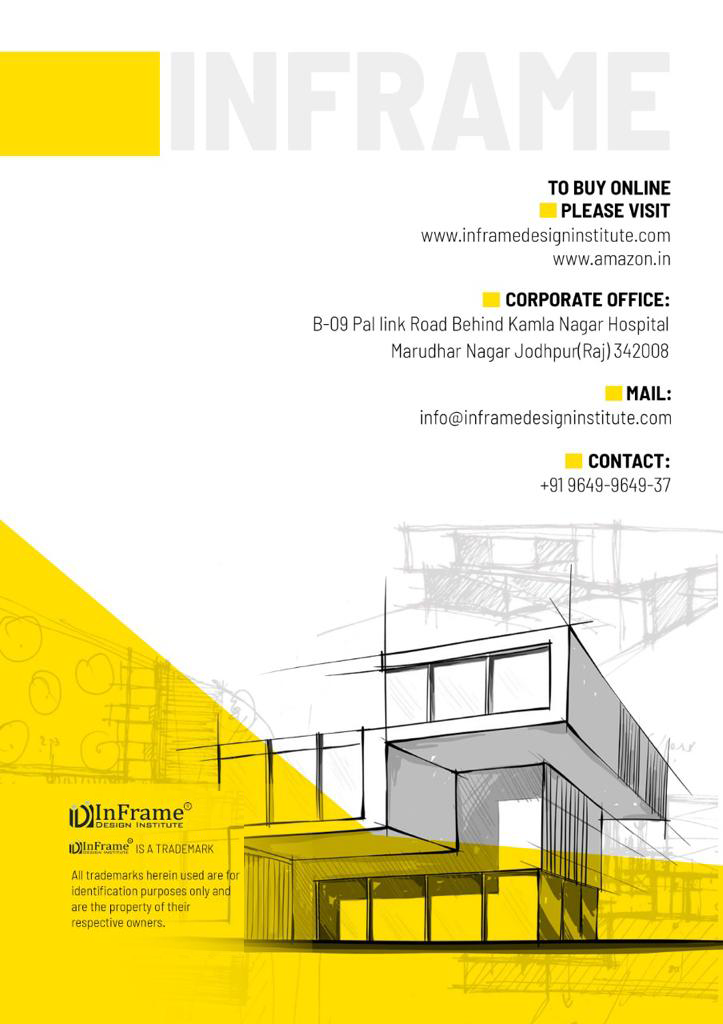 INFRAME
TO BUY ONLINE
PLEASE VISIT
www.inframedesigninstitute.com
www.amazon.in
CORPORATE OFFICE:
B-09 Pal link Road Behind Kamla Nagar Hospital
Marudhar Nagar Jodhpur(Raj) 342008
MAIL:
info@inframedesigninstitute.com
CONTACT:
+91 9649-9649-37
InFrame®
DESIGN INSTITUTE
InFrame® DESIGN INSTITUTE IS A TRADEMARK
All trademarks herein used are for
identification purposes only and
are the property of their
respective owners.